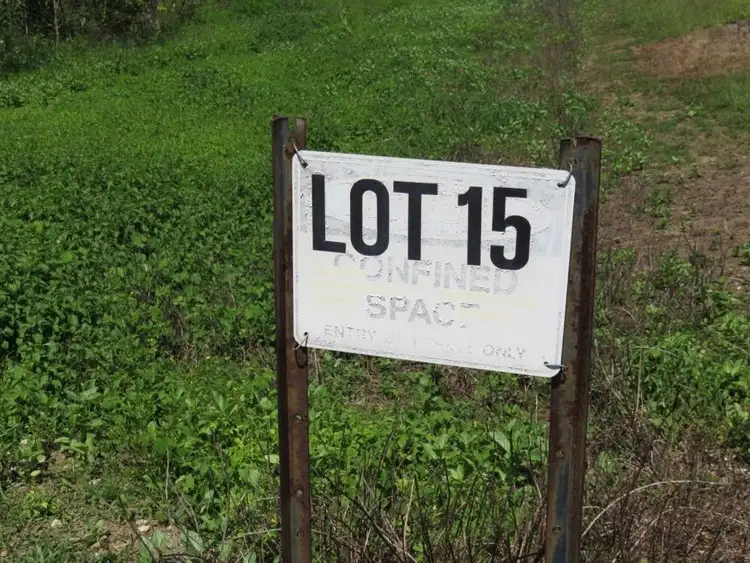 LOT 15
CONFINED
SPACE
ENTRY ONLY